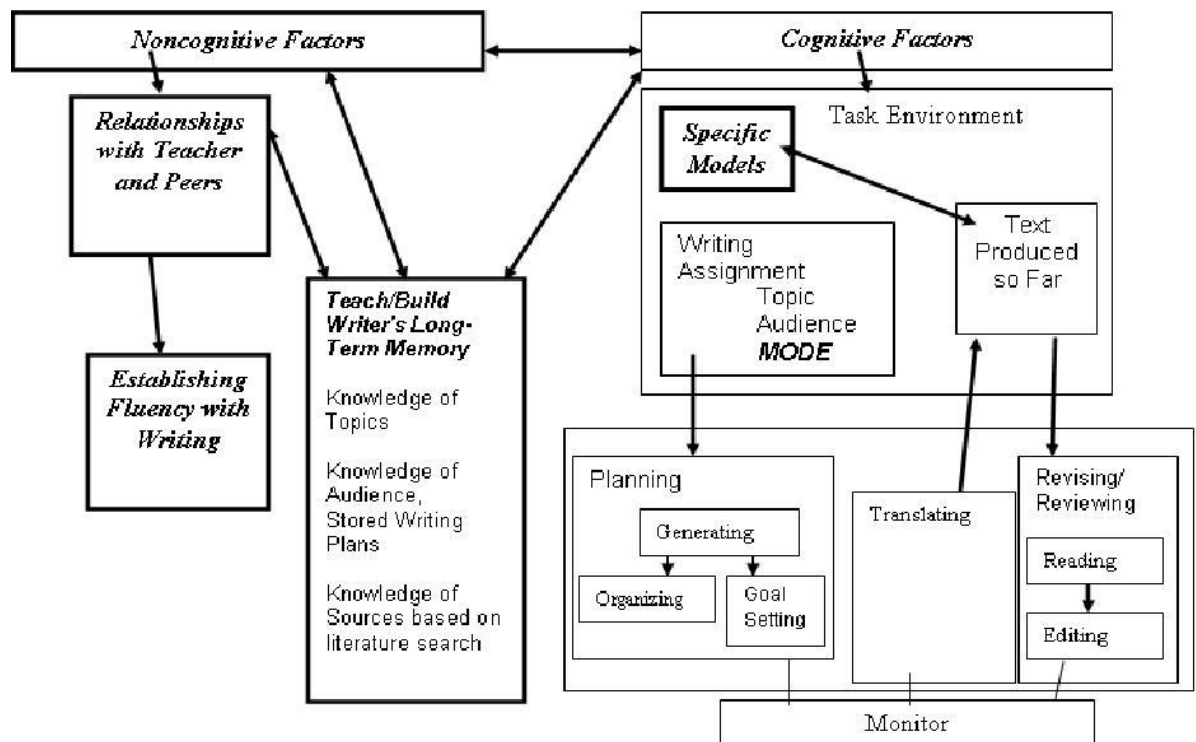 Noncognitive Factors
Cognitive Factors
Relationships
with Teacher
and Peers
Establishing
Fluency with
Writing
Teach/Build
Writer's Long-
Term Memory
Knowledge of
Topics
Knowledge of
Audience,
Stored Writing
Plans
Knowledge of
Sources based on
literature search
Task Environment
Specific
Models
Writing
Assignment
Topic
Audience
MODE
Text
Produced
so Far
Planning
Generating
Organizing
Goal
Setting
Translating
Revising/
Reviewing
Reading
Editing
Monitor